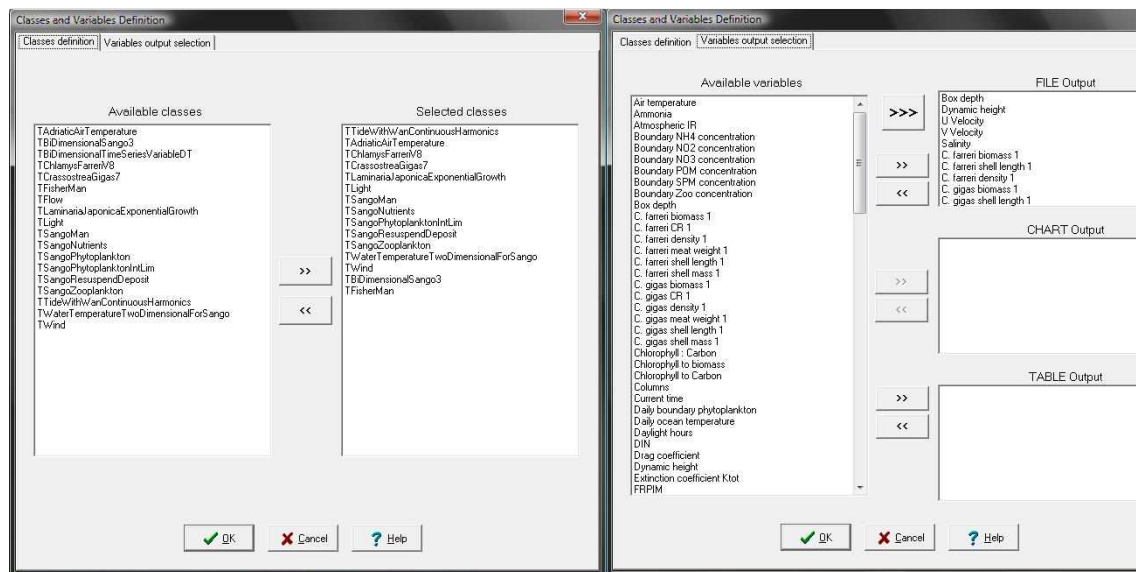 Classes and Variables Definition
Classes definition
Variables output selection
Available classes
TAdriaticAirTemperature
TBiDimensionalSango3
TBiDimensionalTimeSeriesVariableDT
TChlamysFarreriV8
TCrassostreaGigas7
TFisherMan
TFlow
TLaminariaJaponicaExponentialGrowth
TLight
TSangoMan
TSangoNutrients
TSangoPhytoplankton
TSangoPhytoplanktonIntLim
TSangoResuspendDeposit
TSangoZooplankton
TTideWithWanContinuousHarmonics
TWaterTemperatureTwoDimensionalForSango
TWind
>>
<<
Selected classes
TTideWithWanContinuousHarmonics
TAdriaticAirTemperature
TChlamysFarreriV8
TCrassostreaGigas7
TLaminariaJaponicaExponentialGrowth
TLight
TSangoMan
TSangoNutrients
TSangoPhytoplanktonIntLim
TSangoResuspendDeposit
TSangoZooplankton
TWaterTemperatureTwoDimensionalForSango
TWind
TBiDimensionalSango3
TFisherMan
OK
Cancel
Help
Classes and Variables Definition
Classes definition
Variables output selection
Available variables
Air temperature
Ammonia
Atmospheric IR
Boundary NH4 concentration
Boundary NO2 concentration
Boundary NO3 concentration
Boundary POM concentration
Boundary SPM concentration
Boundary Zoo concentration
Box depth
C. farreri biomass 1
C. farreri CR 1
C. farreri density 1
C. farreri meat weight 1
C. farreri shell length 1
C. farreri shell mass 1
C. gigas biomass 1
C. gigas CR 1
C. gigas density 1
C. gigas meat weight 1
C. gigas shell length 1
C. gigas shell mass 1
Chlorophyll : Carbon
Chlorophyll to biomass
Chlorophyll to Carbon
Columns
Current time
Daily boundary phytoplankton
Daily ocean temperature
Daylight hours
DIN
Drag coefficient
Dynamic height
Extinction coefficient Ktot
FRPIM
>>>
>>
<<
FILE Output
Box depth
Dynamic height
U Velocity
V Velocity
Salinity
C. farreri biomass 1
C. farreri shell length 1
C. farreri density 1
C. gigas biomass 1
C. gigas shell length 1
>>
<<
CHART Output
>>
<<
TABLE Output
OK
Cancel
Help